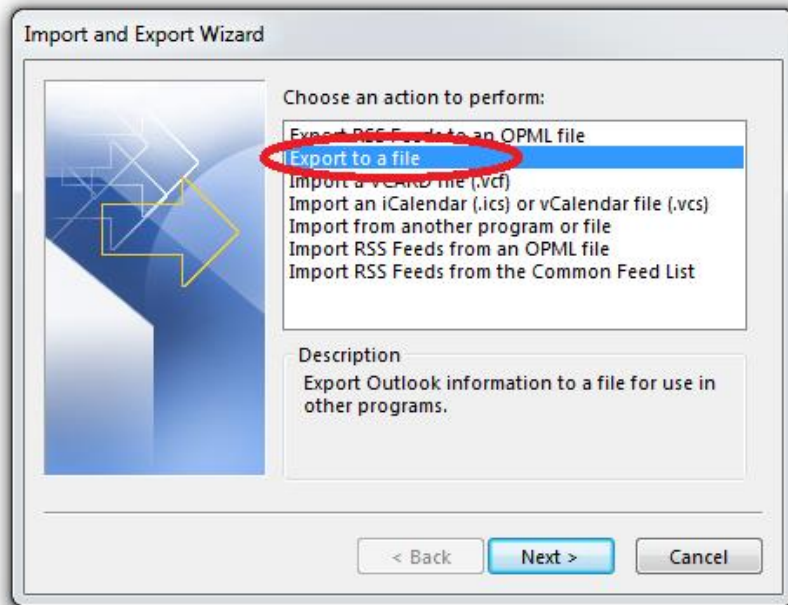 Import and Export Wizard
Choose an action to perform:
Export RSS Feeds to an OPML file
Export to a file
Import a VCARD file (.vcf)
Import an iCalendar (.ics) or vCalendar file (.vcs)
Import from another program or file
Import RSS Feeds from an OPML file
Import RSS Feeds from the Common Feed List
Description
Export Outlook information to a file for use in
other programs.
< Back Next > Cancel